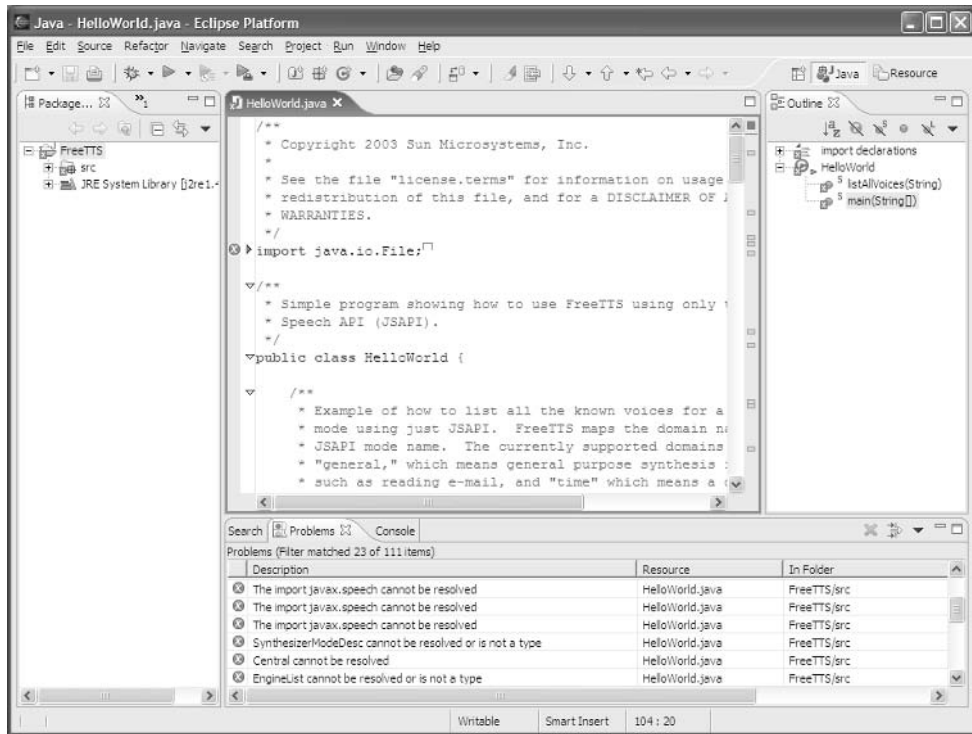 Java - HelloWorld.java - Eclipse Platform
File Edit Source Refactor Navigate Search Project Run Window Help
Java Resource
Package... »1
HelloWorld.java
Outline
FreeTTS
src
JRE System Library [j2re1.4
/**
* Copyright 2003 Sun Microsystems, Inc.
*
* See the file "license.terms" for information on usage
* redistribution of this file, and for a DISCLAIMER OF
* WARRANTIES.
*/
import java.io.File;
/**
* Simple program showing how to use FreeTTS using only
* Speech API (JSAPI).
*/
public class HelloWorld {
/**
* Example of how to list all the known voices for a
* mode using just JSAPI. FreeTTS maps the domain
* JSAPI mode name. The currently supported domains
* "general," which means general purpose synthesis
* such as reading e-mail, and "time" which means a
import declarations
HelloWorld
S listAllVoices(String)
S main(String[])
Search Problems Console
Problems (Filter matched 23 of 111 items)
Description Resource In Folder
The import javax.speech cannot be resolved HelloWorld.java FreeTTS/src
The import javax.speech cannot be resolved HelloWorld.java FreeTTS/src
The import javax.speech cannot be resolved HelloWorld.java FreeTTS/src
SynthesizerModeDesc cannot be resolved or is not a type HelloWorld.java FreeTTS/src
Central cannot be resolved HelloWorld.java FreeTTS/src
EngineList cannot be resolved or is not a type HelloWorld.java FreeTTS/src
Writable Smart Insert 104 : 20